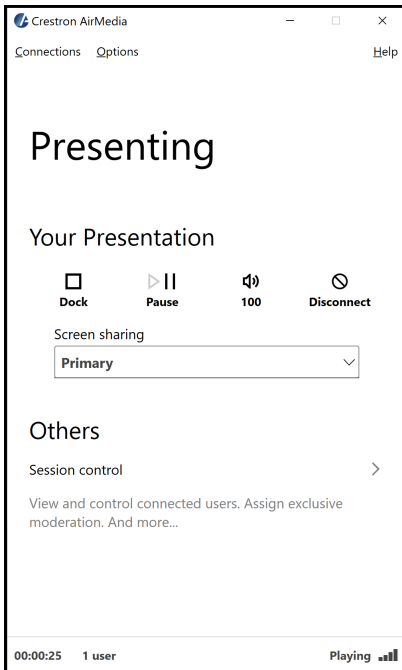 Crestron AirMedia
Connections Options Help
Presenting
Your Presentation
Dock Pause 100 Disconnect
Screen sharing
Primary
Others
Session control
View and control connected users. Assign exclusive
moderation. And more...
00:00:25 1 user Playing